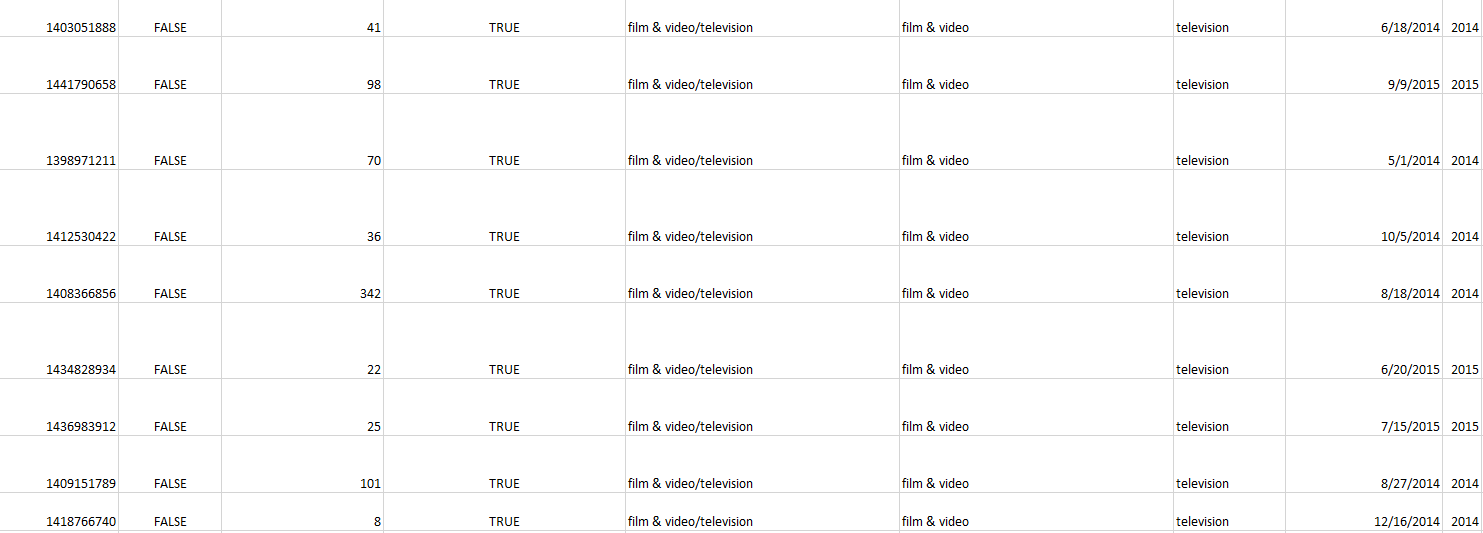 1403051888 FALSE 41 TRUE film & video/television film & video television 6/18/2014 2014
1441790658 FALSE 98 TRUE film & video/television film & video television 9/9/2015 2015
1398971211 FALSE 70 TRUE film & video/television film & video television 5/1/2014 2014
1412530422 FALSE 36 TRUE film & video/television film & video television 10/5/2014 2014
1408366856 FALSE 342 TRUE film & video/television film & video television 8/18/2014 2014
1434828934 FALSE 22 TRUE film & video/television film & video television 6/20/2015 2015
1436983912 FALSE 25 TRUE film & video/television film & video television 7/15/2015 2015
1409151789 FALSE 101 TRUE film & video/television film & video television 8/27/2014 2014
1418766740 FALSE 8 TRUE film & video/television film & video television 12/16/2014 2014